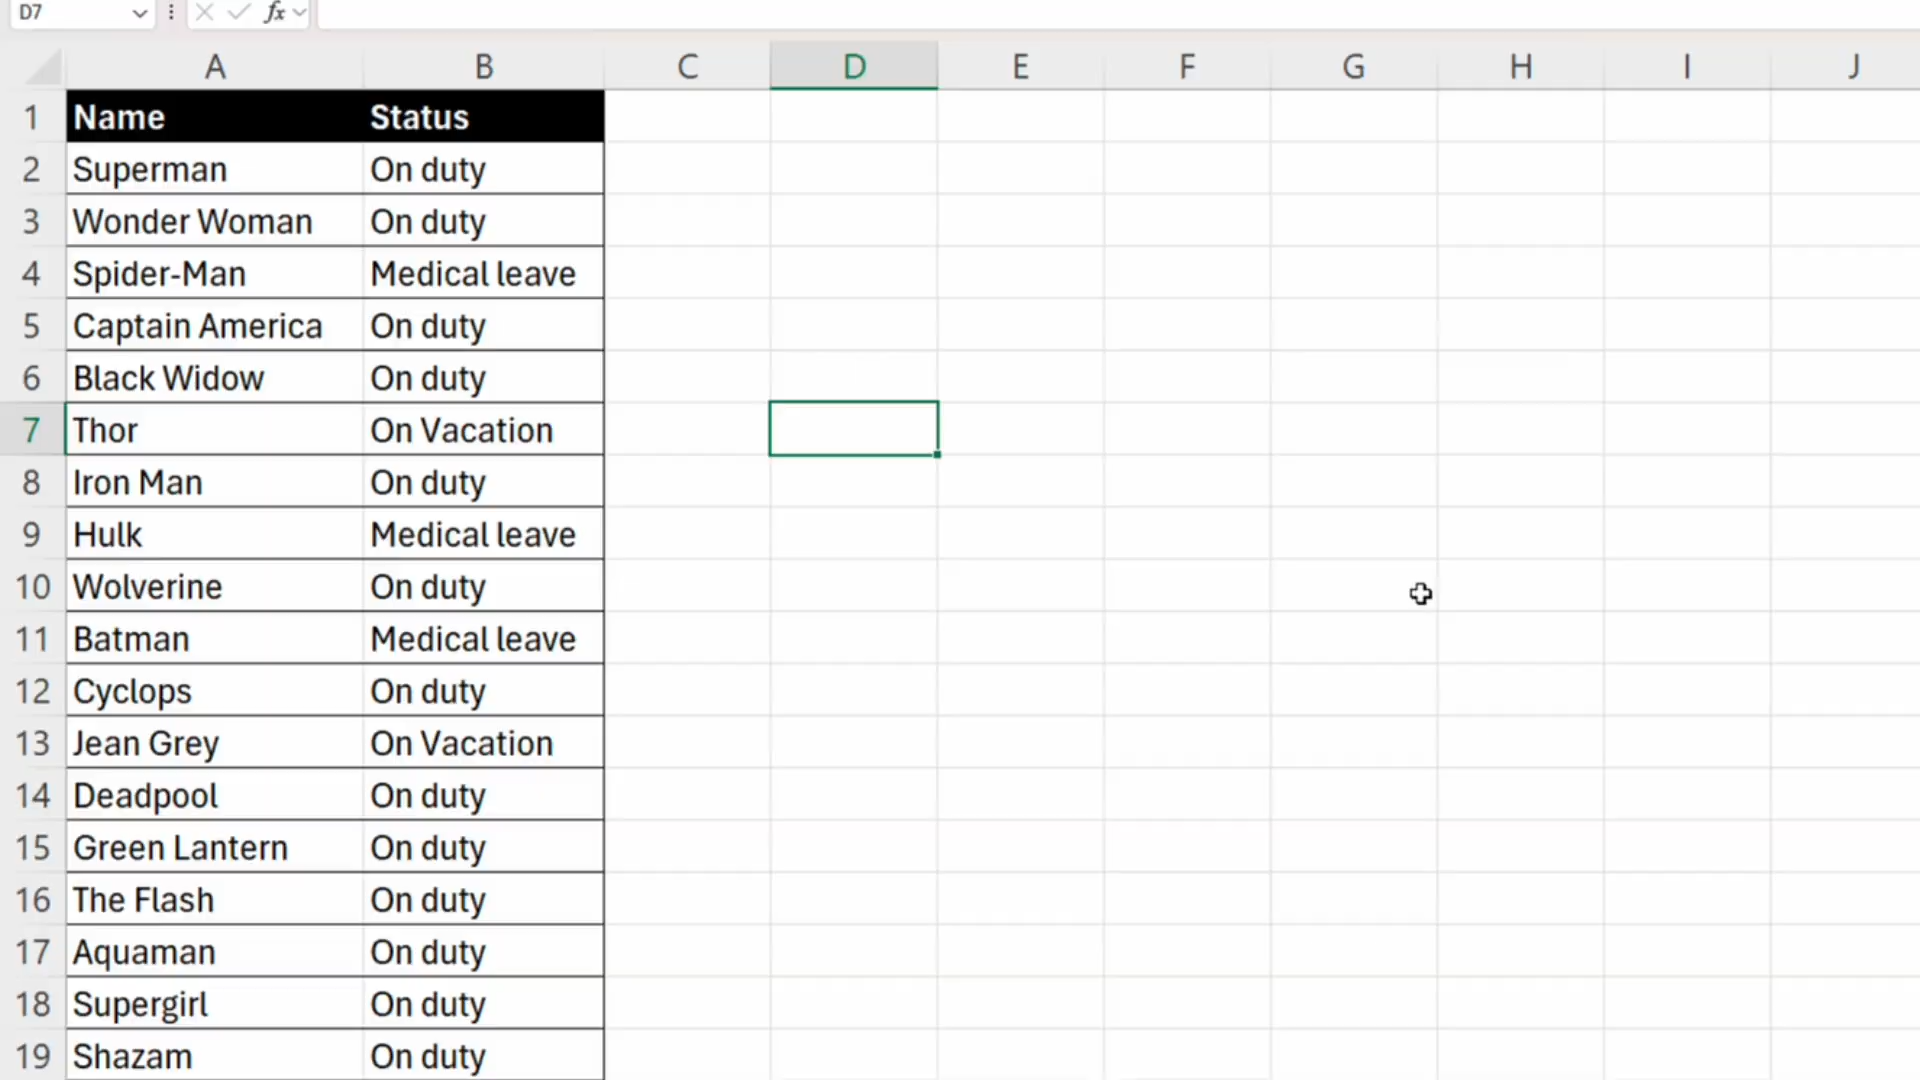 D7 fx
A B C D E F G H I J
1 Name Status
2 Superman On duty
3 Wonder Woman On duty
4 Spider-Man Medical leave
5 Captain America On duty
6 Black Widow On duty
7 Thor On Vacation
8 Iron Man On duty
9 Hulk Medical leave
10 Wolverine On duty
11 Batman Medical leave
12 Cyclops On duty
13 Jean Grey On Vacation
14 Deadpool On duty
15 Green Lantern On duty
16 The Flash On duty
17 Aquaman On duty
18 Supergirl On duty
19 Shazam On duty